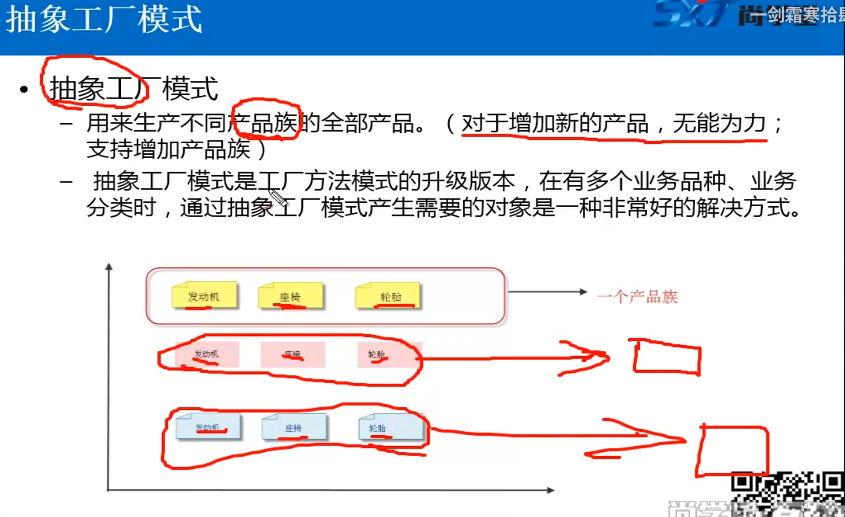 抽象工厂模式
一剑霜寒拾肆
• 抽象工厂模式
– 用来生产不同产品族的全部产品。（对于增加新的产品，无能为力；
支持增加产品族）
– 抽象工厂模式是工厂方法模式的升级版本，在有多个业务品种、业务
分类时，通过抽象工厂模式产生需要的对象是一种非常好的解决方式。
发动机 座椅 轮胎
一个产品族
发动机 座椅 轮胎
发动机 座椅 轮胎